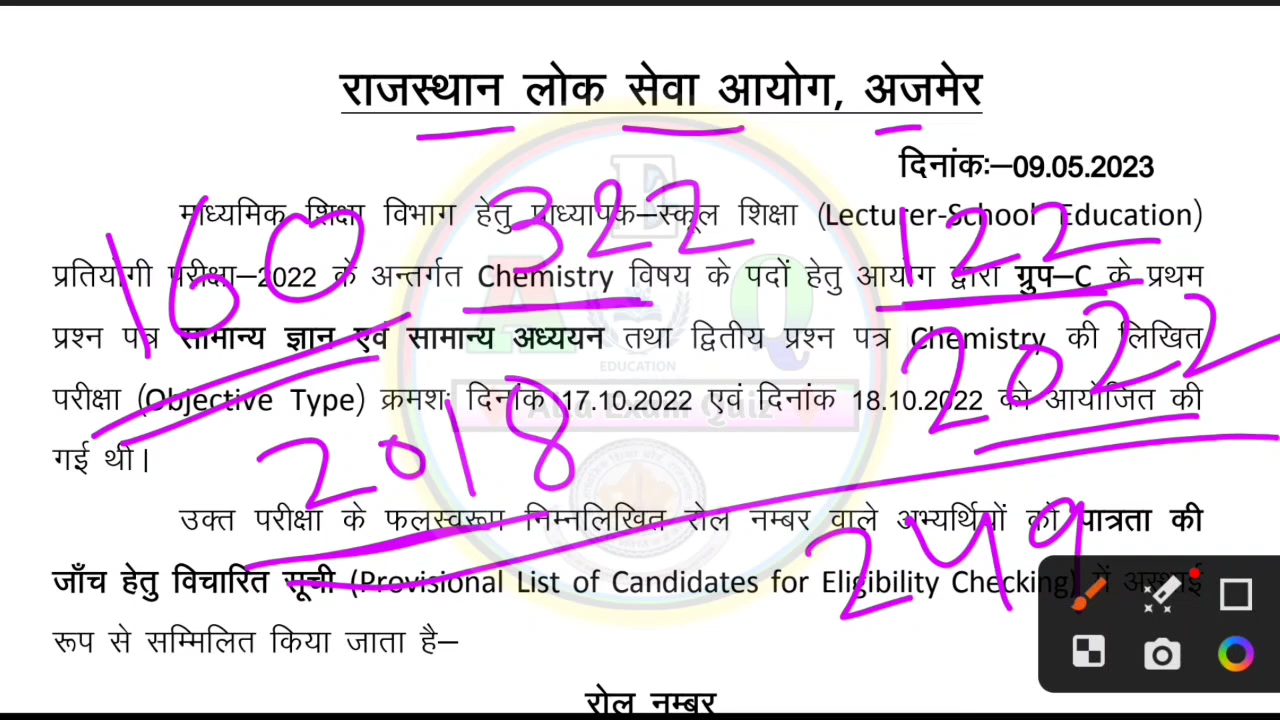 राजस्थान लोक सेवा आयोग, अजमेर
दिनांकः–09.05.2023
माध्यमिक शिक्षा विभाग हेतु प्राध्यापक–स्कूल शिक्षा (Lecturer-School Education)
प्रतियोगी परीक्षा–2022 के अन्तर्गत Chemistry विषय के पदों हेतु आयोग द्वारा ग्रुप–C के प्रथम
प्रश्न पत्र सामान्य ज्ञान एवं सामान्य अध्ययन तथा द्वितीय प्रश्न पत्र Chemistry की लिखित
परीक्षा (Objective Type) क्रमशः दिनांक 17.10.2022 एवं दिनांक 18.10.2022 को आयोजित की
गई थी।
उक्त परीक्षा के फलस्वरूप निम्नलिखित रोल नम्बर वाले अभ्यर्थियों को पात्रता की
जाँच हेतु विचारित सूची (Provisional List of Candidates for Eligibility Checking) में अस्थाई
रूप से सम्मिलित किया जाता है–
रोल नम्बर
160 322 122
2022
2018
249
E
A Q
EDUCATION
Exam Quiz